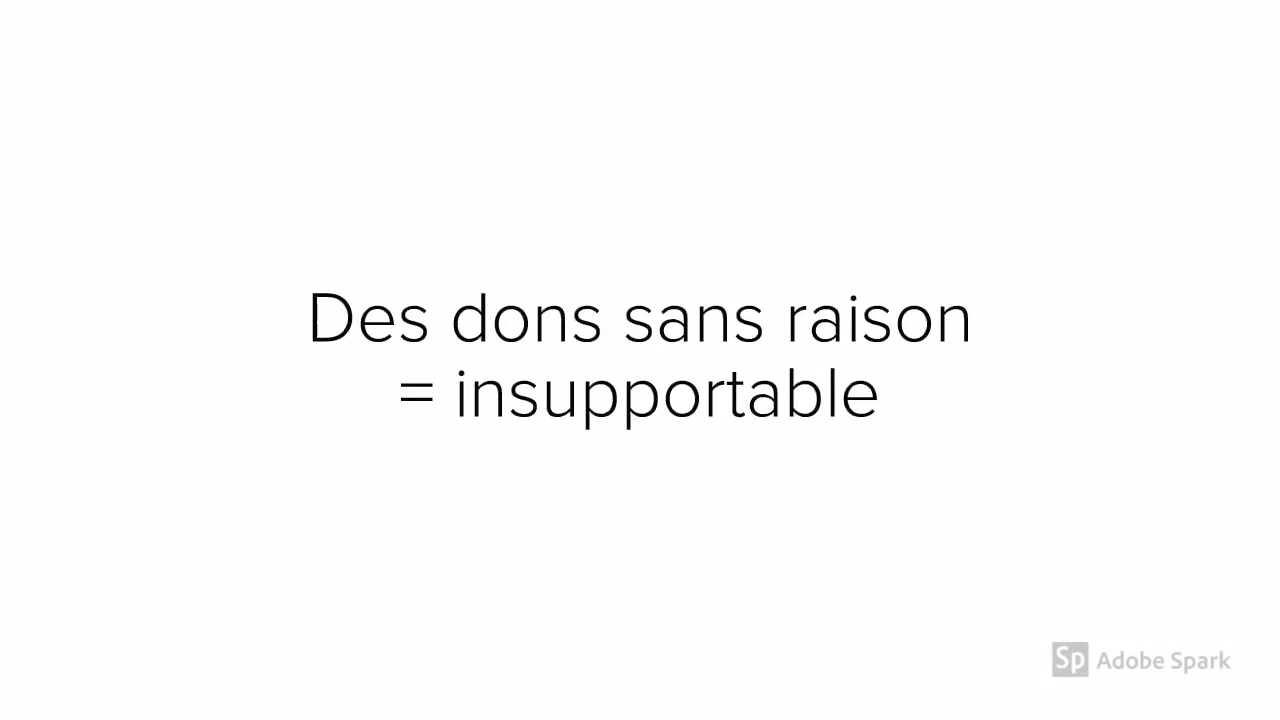 Des dons sans raison
= insupportable
Sp Adobe Spark